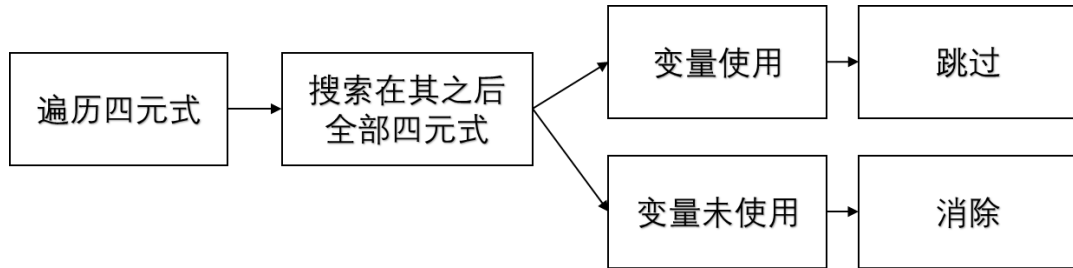 遍历四元式
搜索在其之后
全部四元式
变量使用
跳过
变量未使用
消除